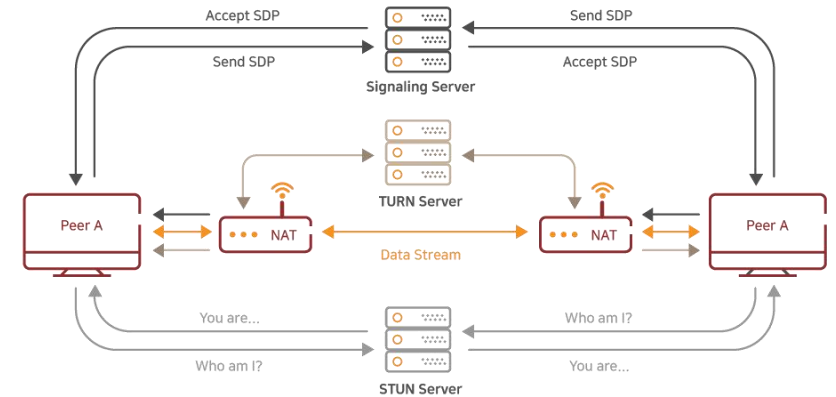 Accept SDP
Send SDP
Send SDP
Accept SDP
Signaling Server
TURN Server
Peer A
NAT
NAT
Peer A
Data Stream
You are...
Who am I?
Who am I?
You are...
STUN Server